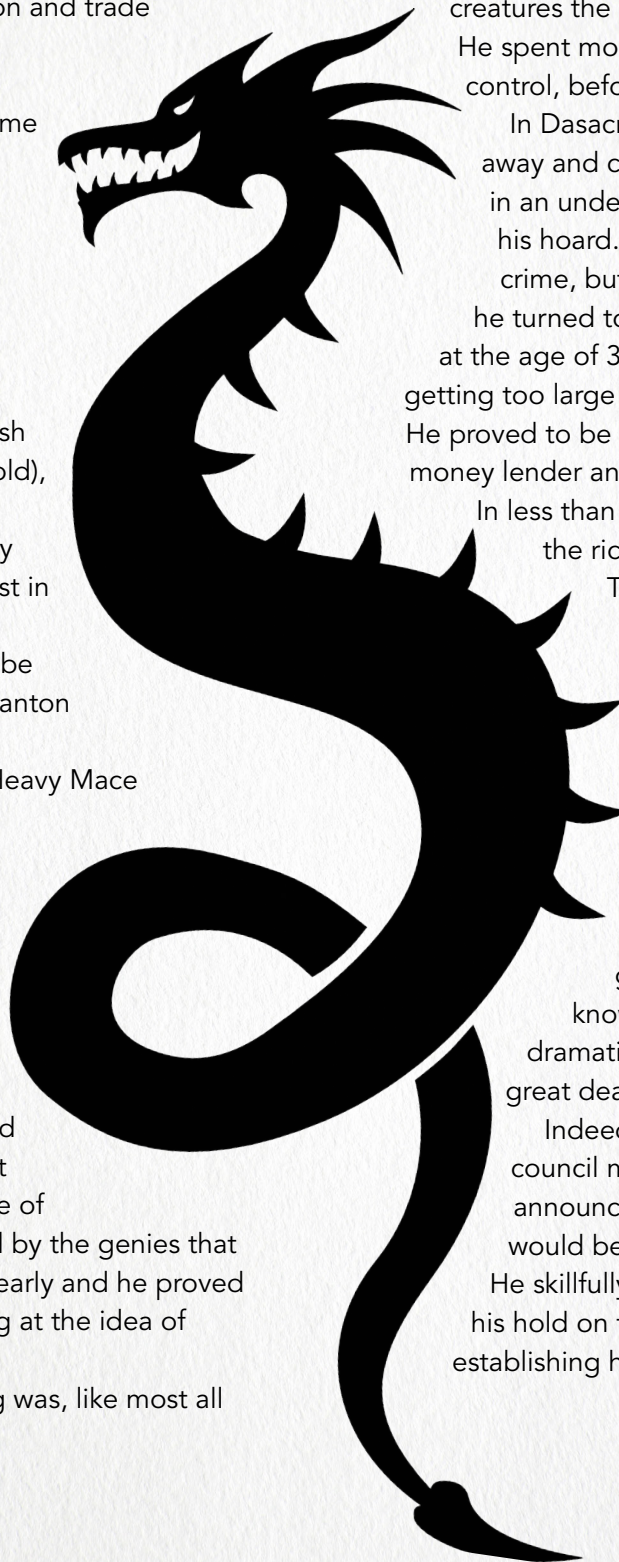 on and trade
me
sh
old),
y
st in
be
anton
Heavy Mace
d
t
e of
d by the genies that
early and he proved
g at the idea of
g was, like most all
creatures the
He spent mo
control, befo
In Dasacr
away and c
in an unde
his hoard.
crime, but
he turned to
at the age of 3
getting too large
He proved to be
money lender an
In less than
the ric
T
g
know
dramati
great dea
Indeed
council m
announc
would be
He skillfully
his hold on t
establishing h